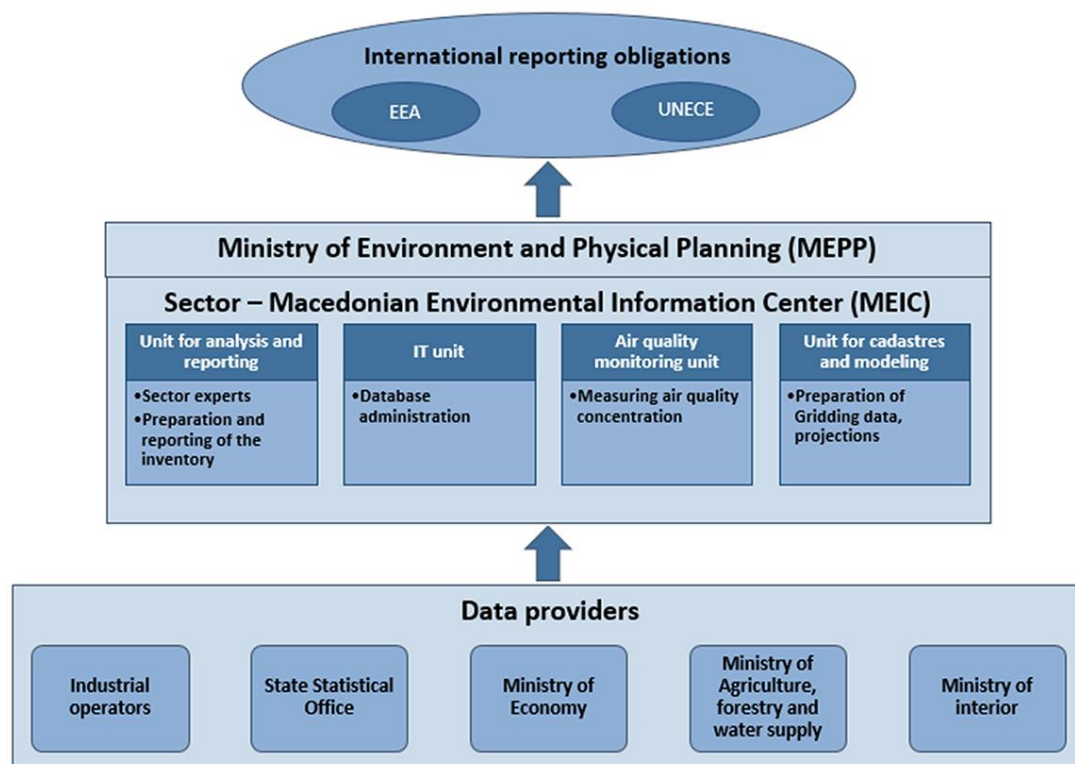 International reporting obligations
EEA
UNECE
Ministry of Environment and Physical Planning (MEPP)
Sector – Macedonian Environmental Information Center (MEIC)
Unit for analysis and
reporting
•Sector experts
•Preparation and
reporting of the
inventory
IT unit
•Database
administration
Air quality
monitoring unit
•Measuring air quality
concentration
Unit for cadastres
and modeling
•Preparation of
Gridding data,
projections
Data providers
Industrial
operators
State Statistical
Office
Ministry of
Economy
Ministry of
Agriculture,
forestry and
water supply
Ministry of
interior